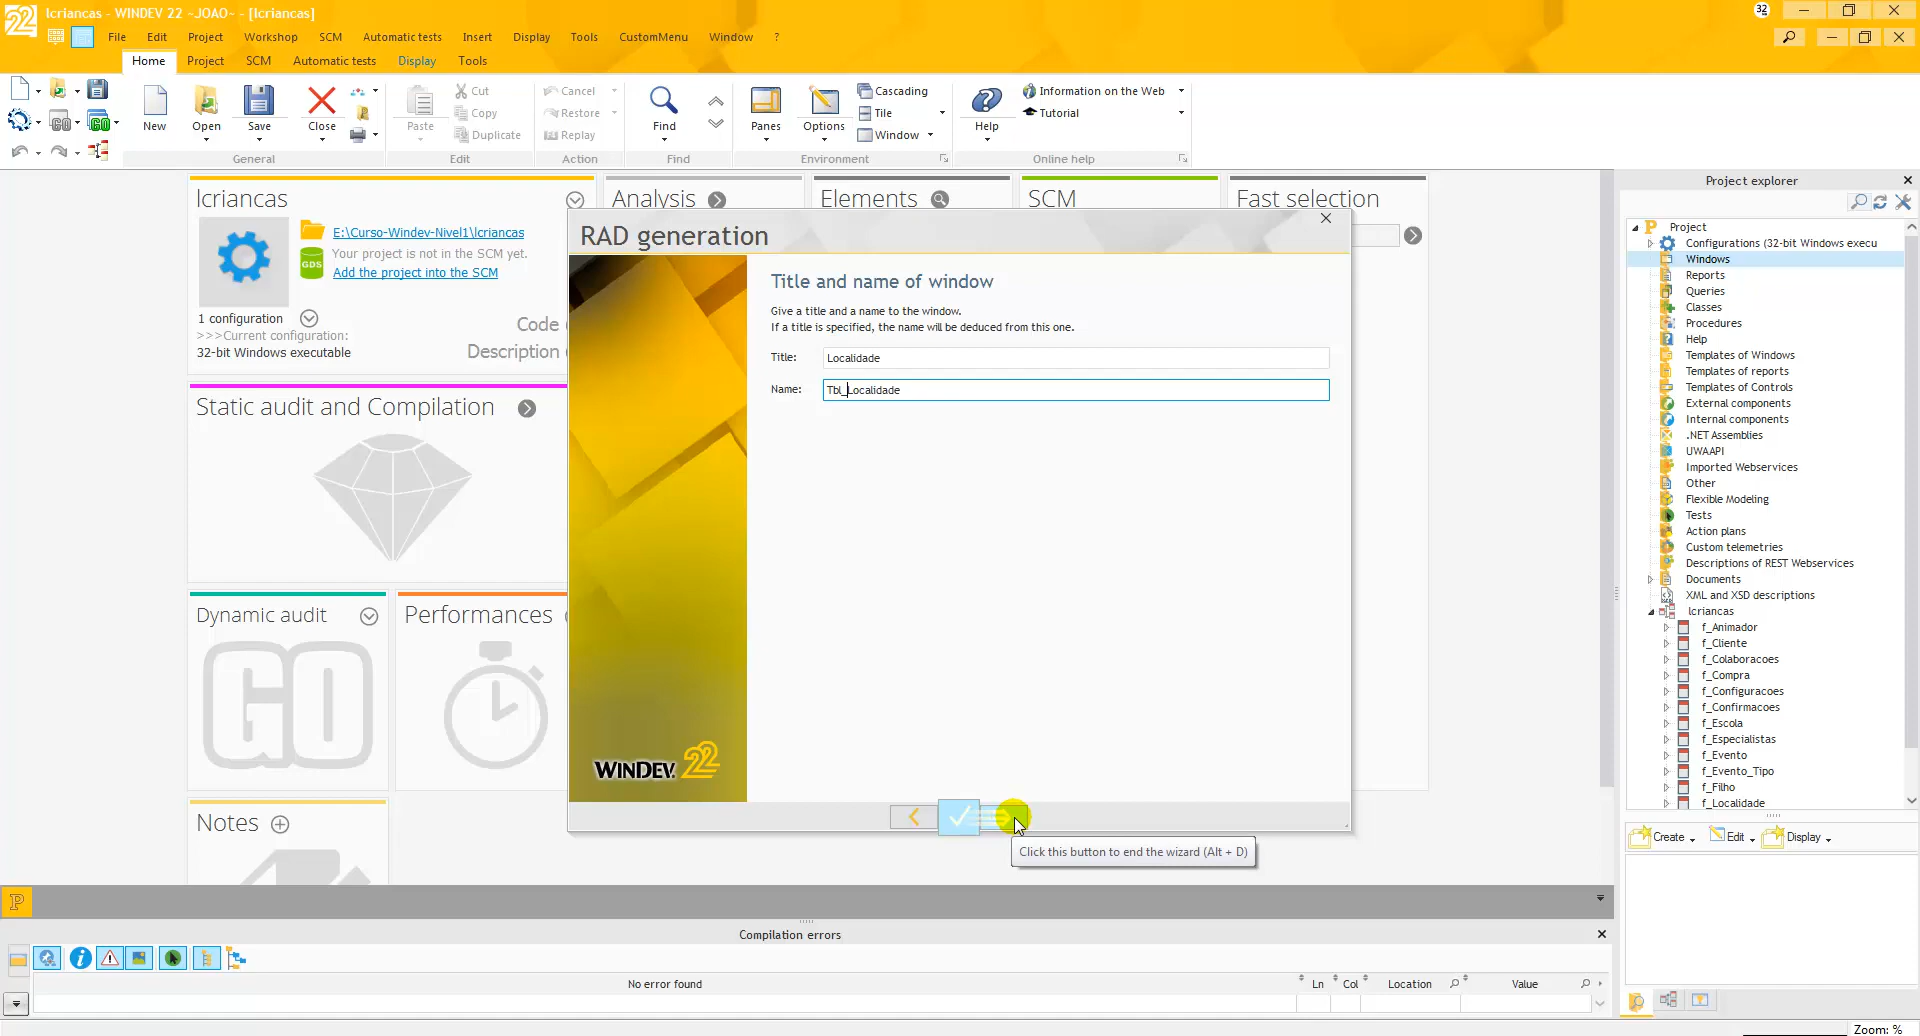 lcriancas - WINDEV 22 ~JOAO~ - [lcriancas]
32
File Edit Project Workshop SCM Automatic tests Insert Display Tools CustomMenu Window ?
Home Project SCM Automatic tests Display Tools
New Open Save Close
Paste Cut Copy Duplicate
Cancel Restore Replay
Find
Panes Options Cascading Tile Window
Help Information on the Web Tutorial
General Edit Action Find Environment Online help
lcriancas
Analysis
Elements
SCM
Fast selection
E:\Curso-Windev-Nivel1\lcriancas
GDS
Your project is not in the SCM yet.
Add the project into the SCM
1 configuration
>>>Current configuration:
32-bit Windows executable
Code
Description
Static audit and Compilation
Dynamic audit
GO
Performances
Notes
RAD generation
Title and name of window
Give a title and a name to the window.
If a title is specified, the name will be deduced from this one.
Title: Localidade
Name: Tbl_Localidade
WINDEV 22
Click this button to end the wizard (Alt + D)
Project explorer
Project
Configurations (32-bit Windows execu
Windows
Reports
Queries
Classes
Procedures
Help
Templates of Windows
Templates of reports
Templates of Controls
External components
Internal components
.NET Assemblies
UWAAPI
Imported Webservices
Other
Flexible Modeling
Tests
Action plans
Custom telemetries
Descriptions of REST Webservices
Documents
XML and XSD descriptions
lcriancas
f_Animador
f_Cliente
f_Colaboracoes
f_Compra
f_Configuracoes
f_Confirmacoes
f_Escola
f_Especialistas
f_Evento
f_Evento_Tipo
f_Filho
f_Localidade
Create Edit Display
Compilation errors
No error found Ln Col Location Value
Zoom: %